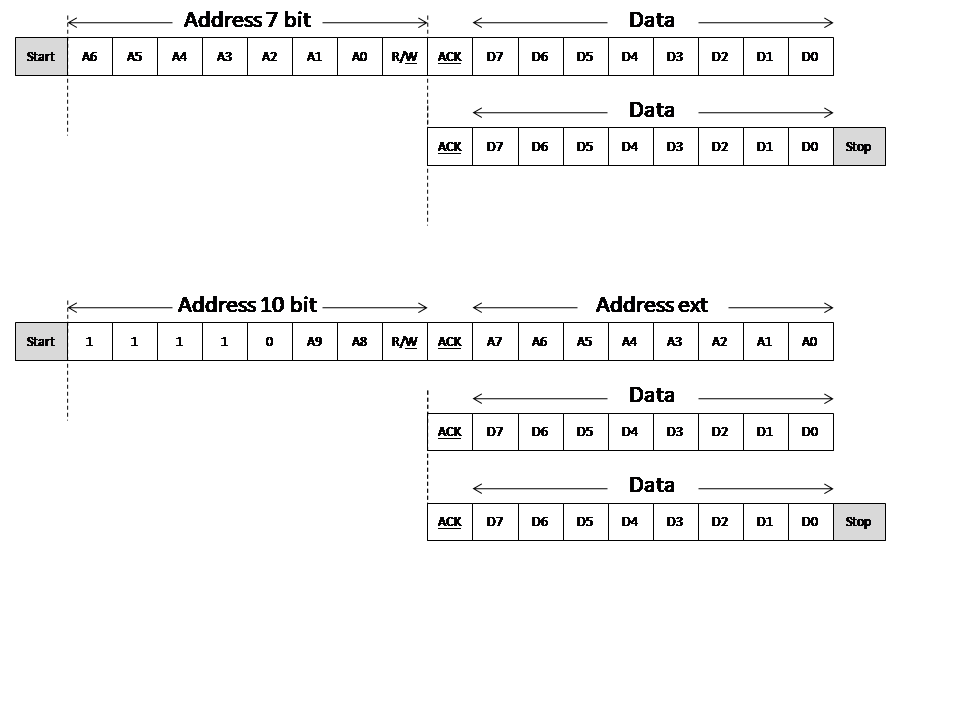 Address 7 bit Data
Start A6 A5 A4 A3 A2 A1 A0 R/W ACK D7 D6 D5 D4 D3 D2 D1 D0
Data
ACK D7 D6 D5 D4 D3 D2 D1 D0 Stop
Address 10 bit Address ext
Start 1 1 1 1 0 A9 A8 R/W ACK A7 A6 A5 A4 A3 A2 A1 A0
Data
ACK D7 D6 D5 D4 D3 D2 D1 D0
Data
ACK D7 D6 D5 D4 D3 D2 D1 D0 Stop